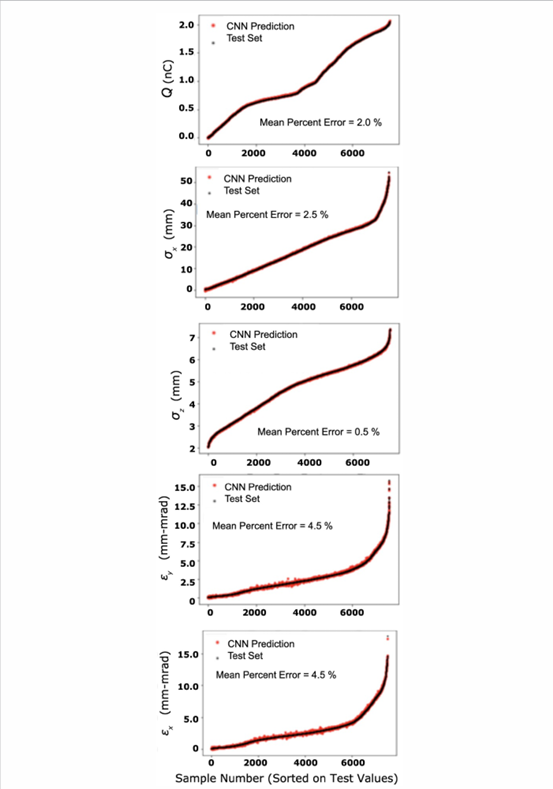 CNN Prediction
Test Set
Q (nC)
2.0
1.5
1.0
0.5
0.0
Mean Percent Error = 2.0 %
0 2000 4000 6000
CNN Prediction
Test Set
Mean Percent Error = 2.5 %
σx (mm)
50
40
30
20
10
0
0 2000 4000 6000
CNN Prediction
Test Set
σz (mm)
7
6
5
4
3
2
Mean Percent Error = 0.5 %
0 2000 4000 6000
CNN Prediction
Test Set
Mean Percent Error = 4.5 %
εy (mm-mrad)
15.0
12.5
10.0
7.5
5.0
2.5
0
0 2000 4000 6000
CNN Prediction
Test Set
Mean Percent Error = 4.5 %
εx (mm-mrad)
15.0
10.0
5.0
0
0 2000 4000 6000
Sample Number (Sorted on Test Values)